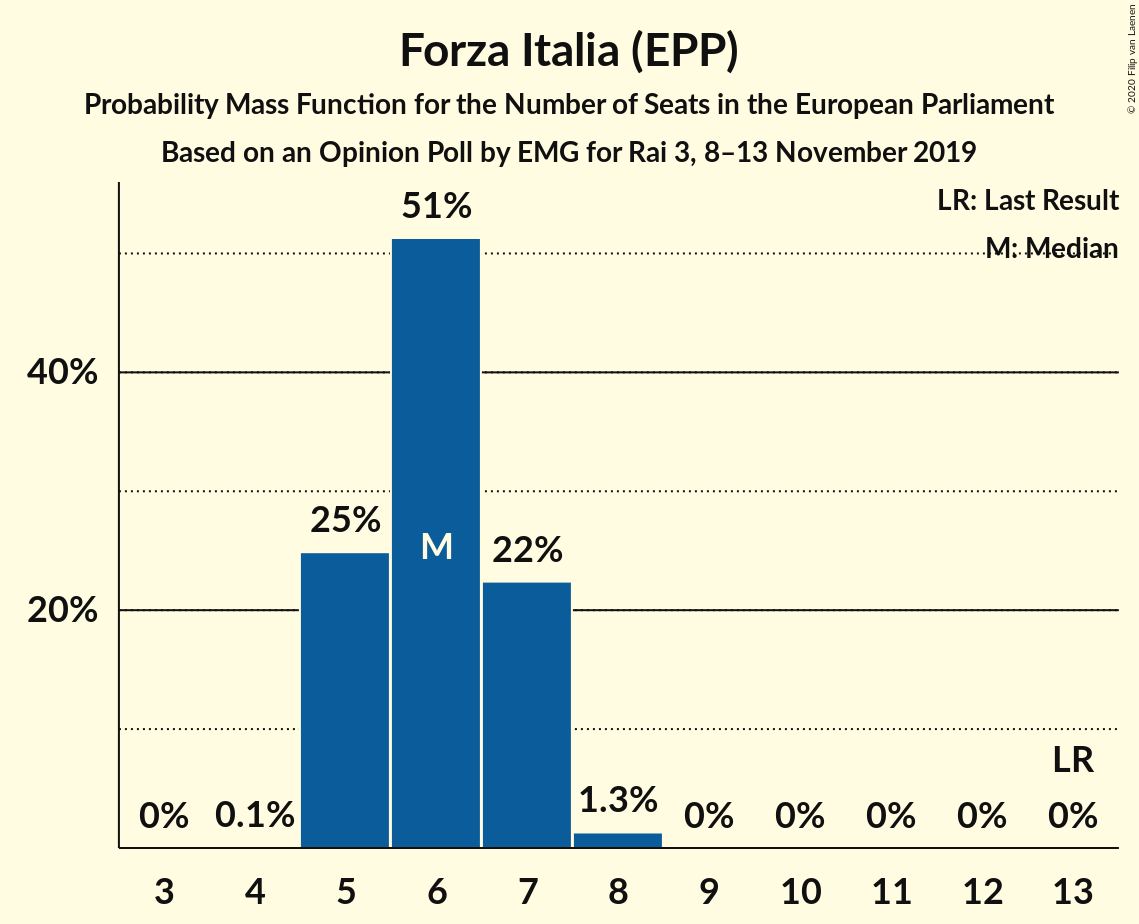 Forza Italia (EPP)
Probability Mass Function for the Number of Seats in the European Parliament
Based on an Opinion Poll by EMG for Rai 3, 8–13 November 2019
© 2020 Filip van Laenen
LR: Last Result
M: Median
51%
40%
25%
M
22%
20%
LR
0% 0.1% 1.3% 0% 0% 0% 0% 0%
3 4 5 6 7 8 9 10 11 12 13